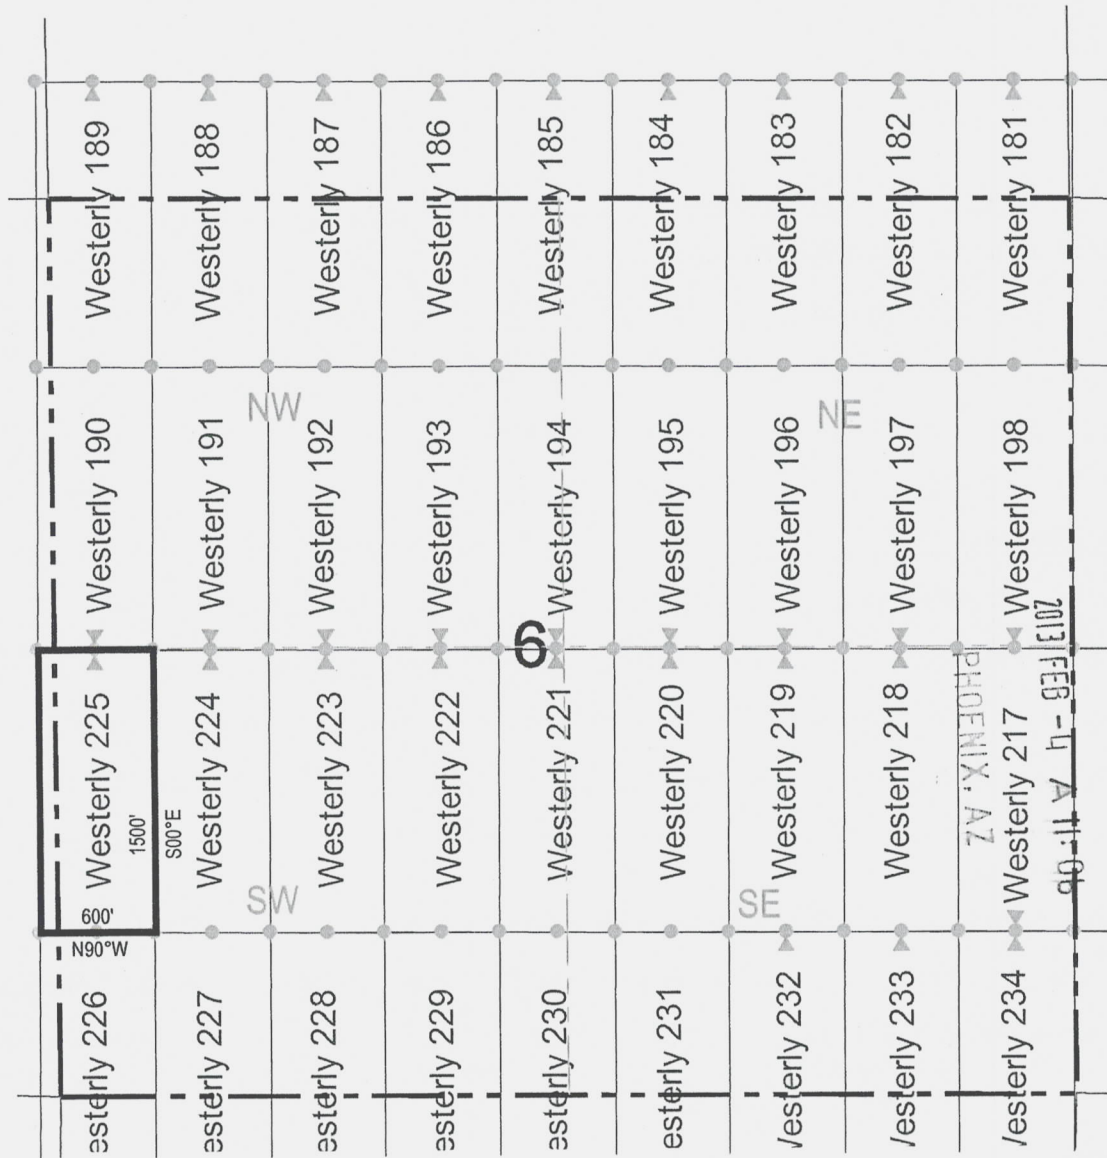 Westerly 189
Westerly 188
Westerly 187
Westerly 186
Westerly 185
Westerly 184
Westerly 183
Westerly 182
Westerly 181
NW
NE
Westerly 190
Westerly 191
Westerly 192
Westerly 193
Westerly 194
Westerly 195
Westerly 196
Westerly 197
Westerly 198
6
2013 FEB -4 A 11:06
PHOENIX, AZ
Westerly 225
1500'
S00°E
600'
N90°W
Westerly 224
Westerly 223
Westerly 222
Westerly 221
Westerly 220
Westerly 219
Westerly 218
Westerly 217
SW
SE
esterly 226
esterly 227
esterly 228
esterly 229
esterly 230
esterly 231
Westerly 232
Westerly 233
Westerly 234